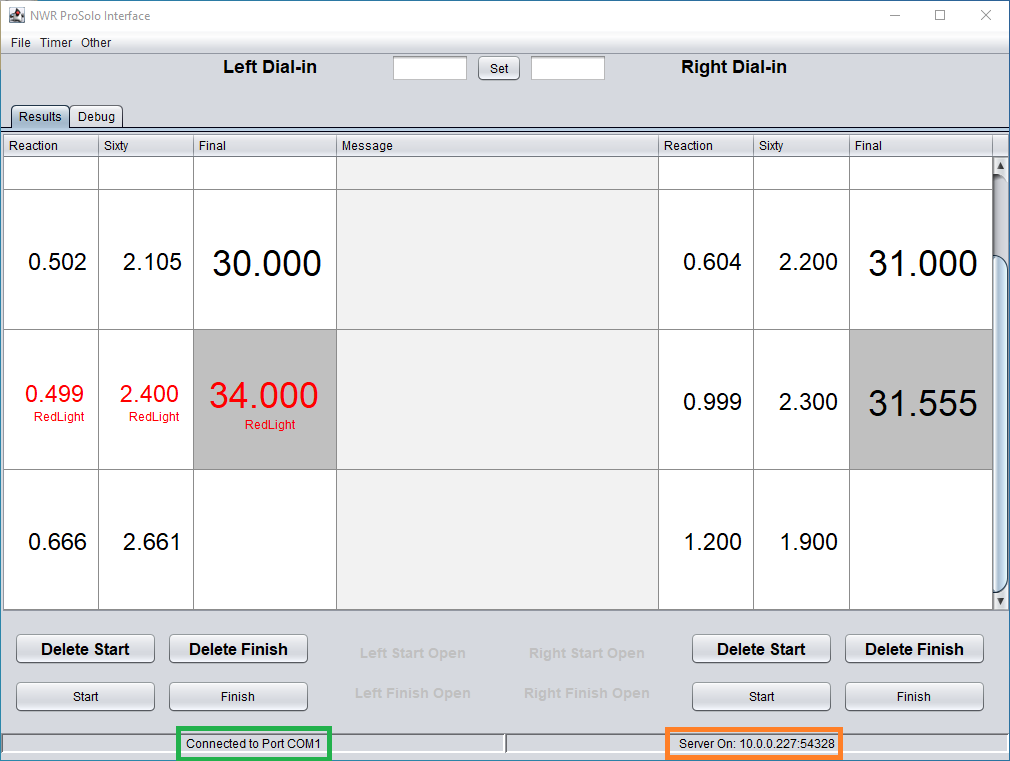 NWR ProSolo Interface
File Timer Other
Left Dial-in Set Right Dial-in
Results Debug
Reaction Sixty Final Message Reaction Sixty Final
0.502 2.105 30.000 0.604 2.200 31.000
0.499 2.400 34.000 0.999 2.300 31.555
RedLight RedLight RedLight
0.666 2.661 1.200 1.900
Delete Start Delete Finish Left Start Open Right Start Open Delete Start Delete Finish
Start Finish Left Finish Open Right Finish Open Start Finish
Connected to Port COM1 Server On: 10.0.0.227:54328